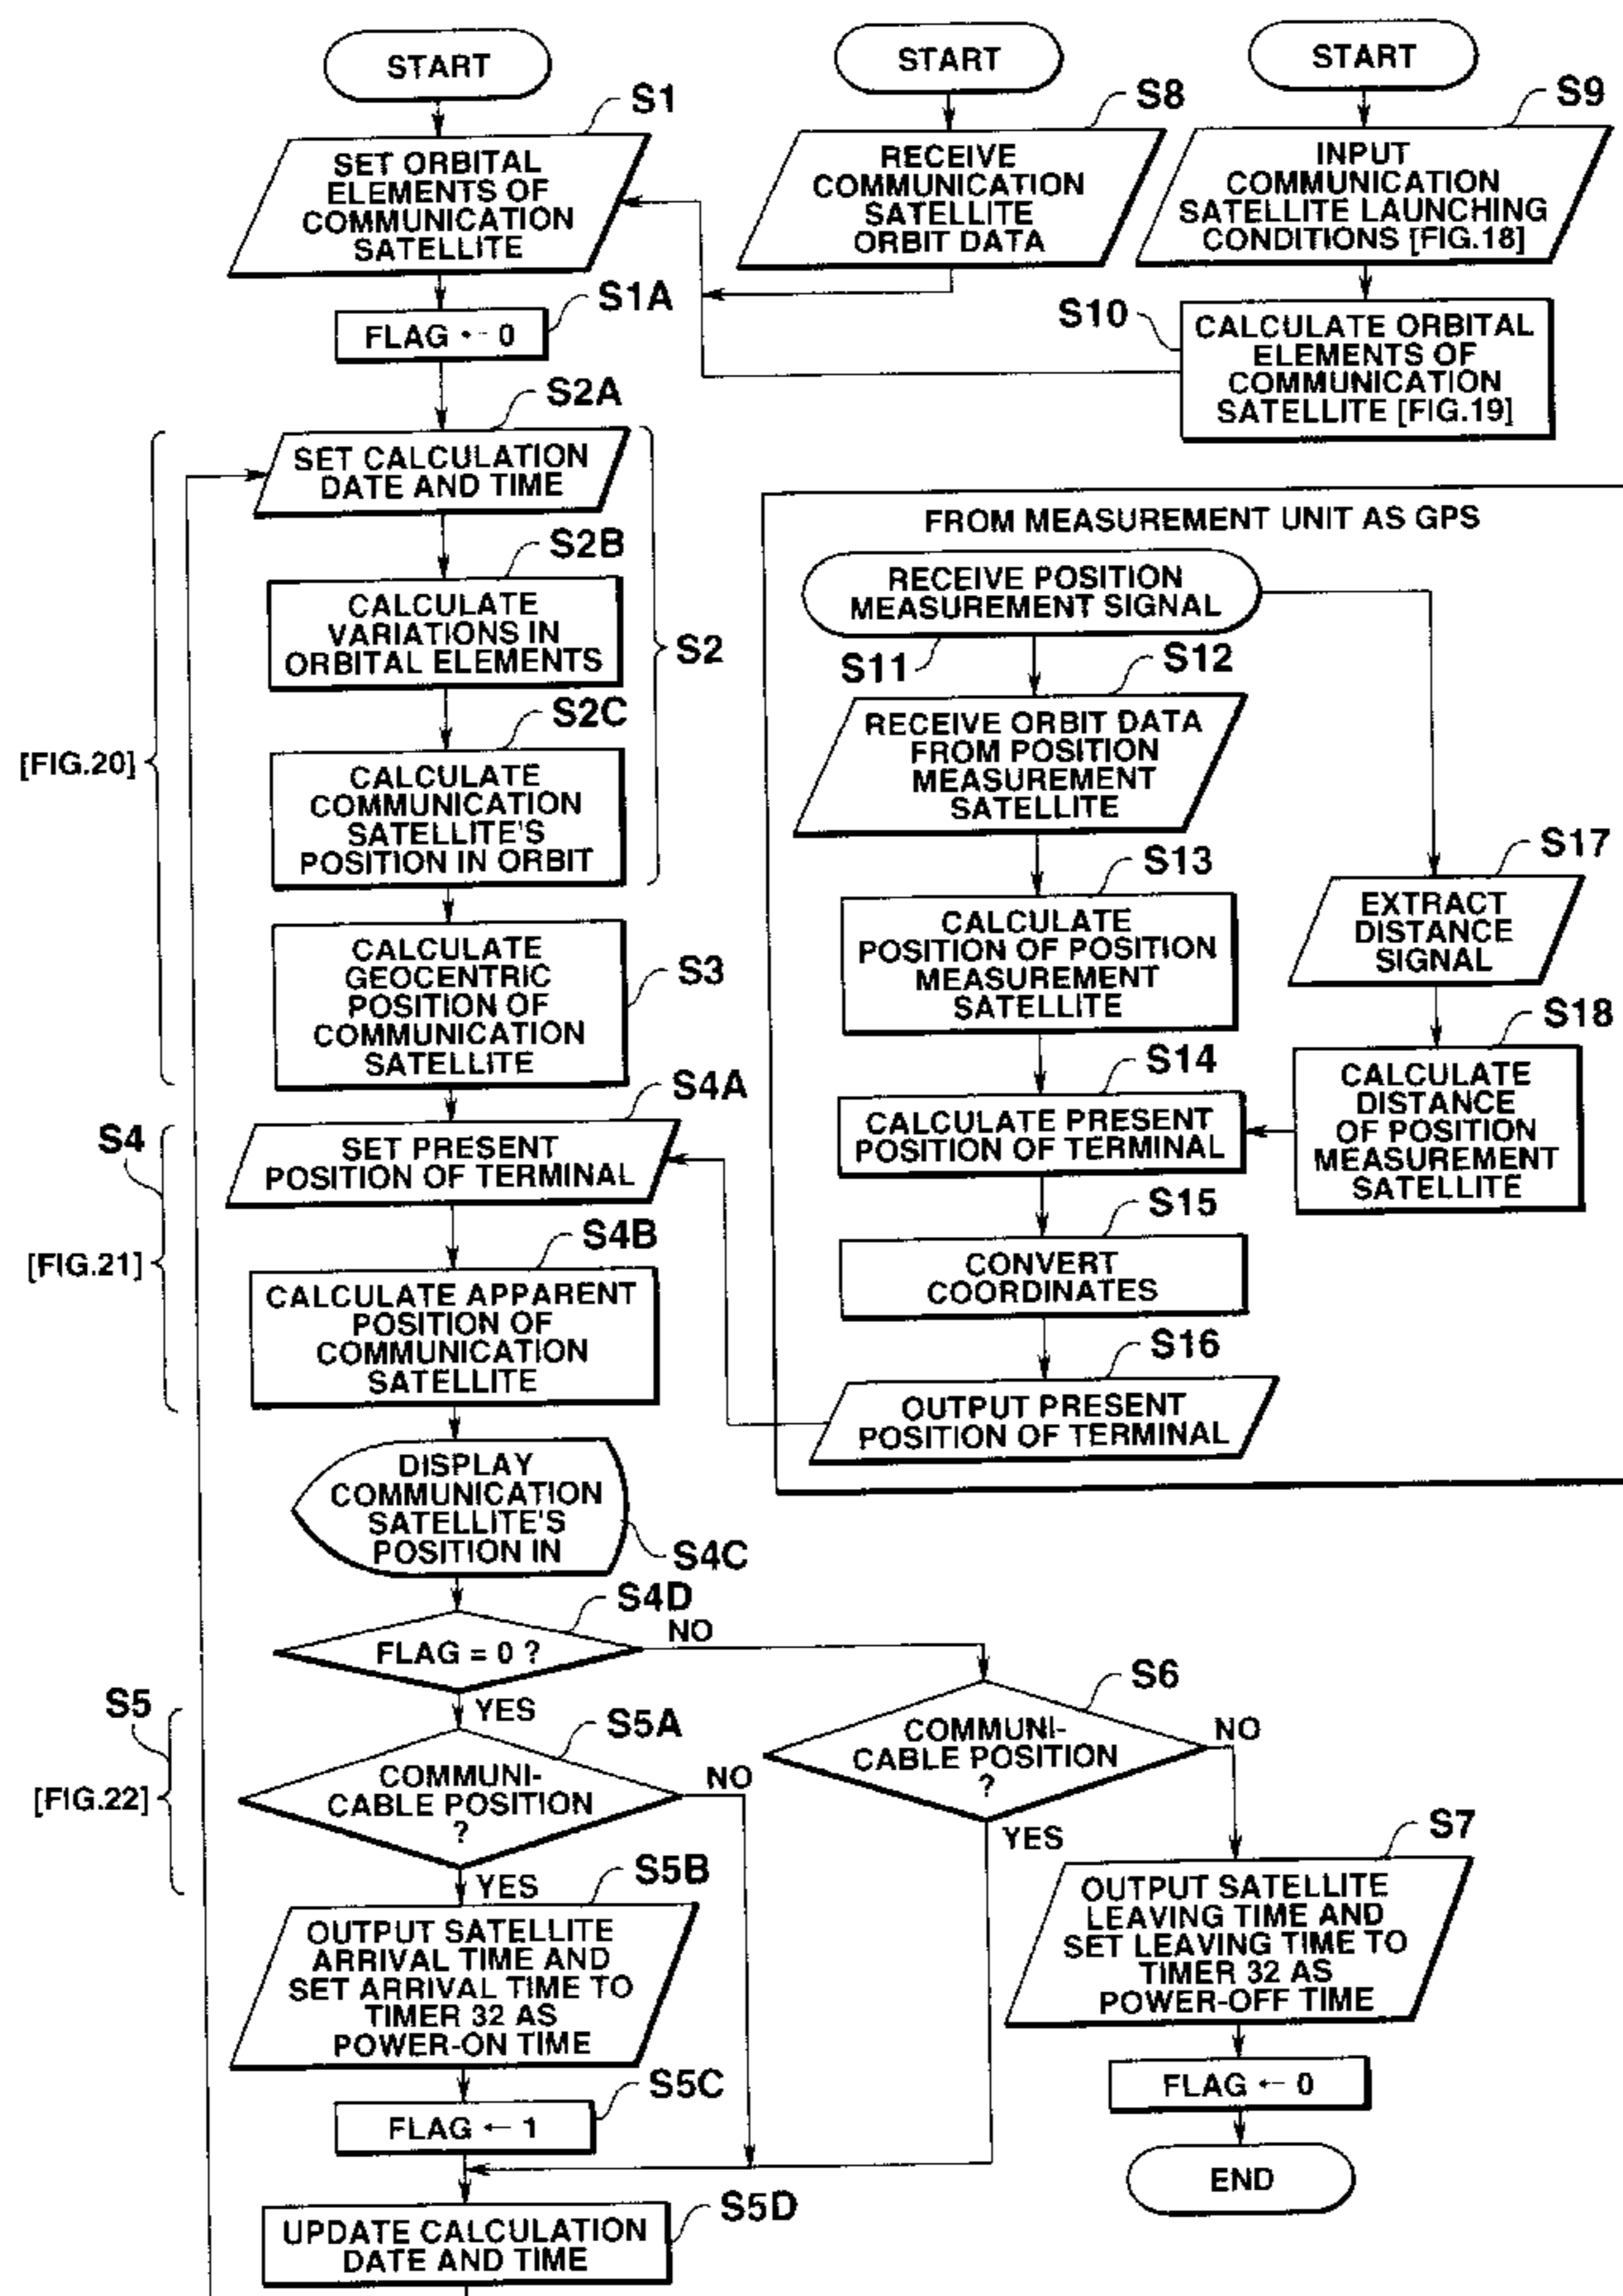 START
S1
SET ORBITAL
ELEMENTS OF
COMMUNICATION
SATELLITE
S1A
FLAG ← 0
START
S8
RECEIVE
COMMUNICATION
SATELLITE
ORBIT DATA
START
S9
INPUT
COMMUNICATION
SATELLITE LAUNCHING
CONDITIONS [FIG.18]
S10
CALCULATE ORBITAL
ELEMENTS OF
COMMUNICATION
SATELLITE [FIG.19]
S2A
SET CALCULATION
DATE AND TIME
S2B
CALCULATE
VARIATIONS IN
ORBITAL ELEMENTS
S2
S2C
[FIG.20]
CALCULATE
COMMUNICATION
SATELLITE'S
POSITION IN ORBIT
CALCULATE
GEOCENTRIC
POSITION OF
COMMUNICATION
SATELLITE
S3
S4A
S4
SET PRESENT
POSITION OF TERMINAL
S4B
[FIG.21]
CALCULATE APPARENT
POSITION OF
COMMUNICATION
SATELLITE
FROM MEASUREMENT UNIT AS GPS
RECEIVE POSITION
MEASUREMENT SIGNAL
S11
S12
RECEIVE ORBIT DATA
FROM POSITION
MEASUREMENT
SATELLITE
S13
CALCULATE
POSITION OF POSITION
MEASUREMENT
SATELLITE
S17
EXTRACT
DISTANCE
SIGNAL
S18
CALCULATE
DISTANCE
OF POSITION
MEASUREMENT
SATELLITE
S14
CALCULATE PRESENT
POSITION OF TERMINAL
S15
CONVERT
COORDINATES
S16
OUTPUT PRESENT
POSITION OF TERMINAL
DISPLAY
COMMUNICATION
SATELLITE'S
POSITION IN
S4C
S4D
FLAG = 0 ?
NO
YES
S5
[FIG.22]
S5A
COMMUNI-
CABLE POSITION
?
NO
YES
S5B
OUTPUT SATELLITE
ARRIVAL TIME AND
SET ARRIVAL TIME TO
TIMER 32 AS
POWER-ON TIME
S5C
FLAG ← 1
S5D
UPDATE CALCULATION
DATE AND TIME
S6
COMMUNI-
CABLE POSITION
?
NO
YES
S7
OUTPUT SATELLITE
LEAVING TIME AND
SET LEAVING TIME TO
TIMER 32 AS
POWER-OFF TIME
FLAG ← 0
END